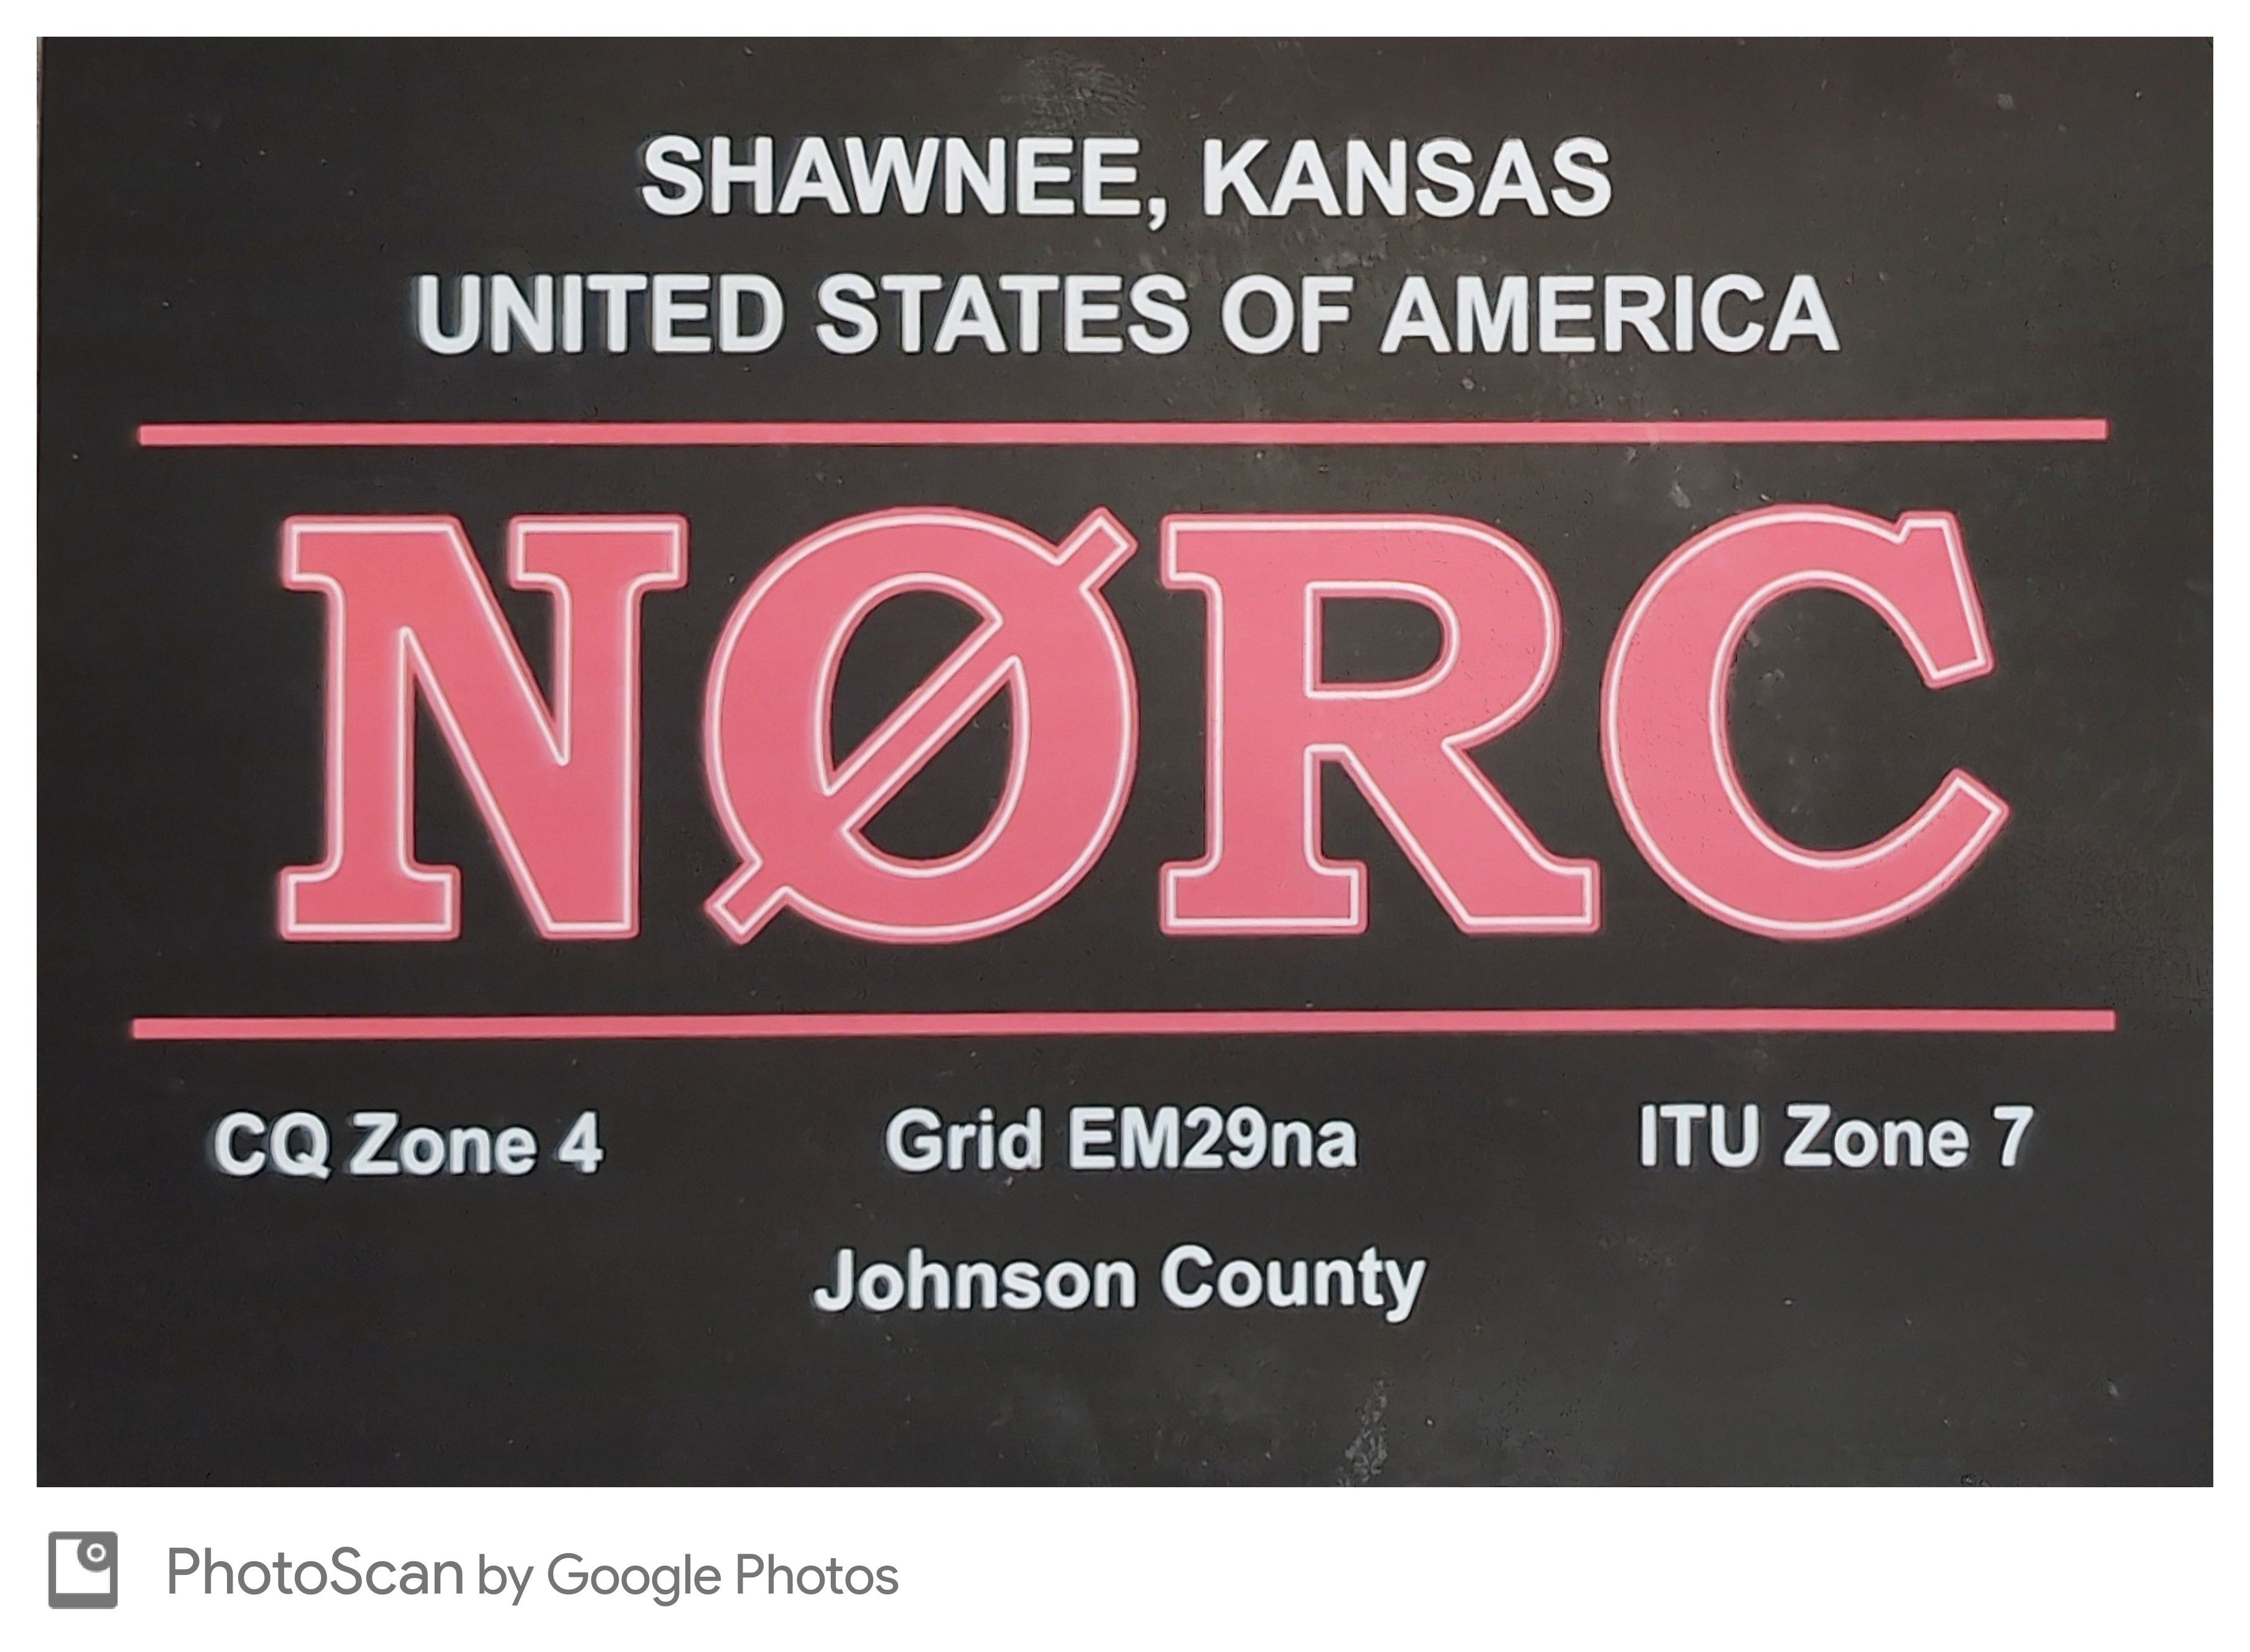 SHAWNEE, KANSAS
UNITED STATES OF AMERICA
NØRC
CQ Zone 4 Grid EM29na ITU Zone 7
Johnson County
PhotoScan by Google Photos